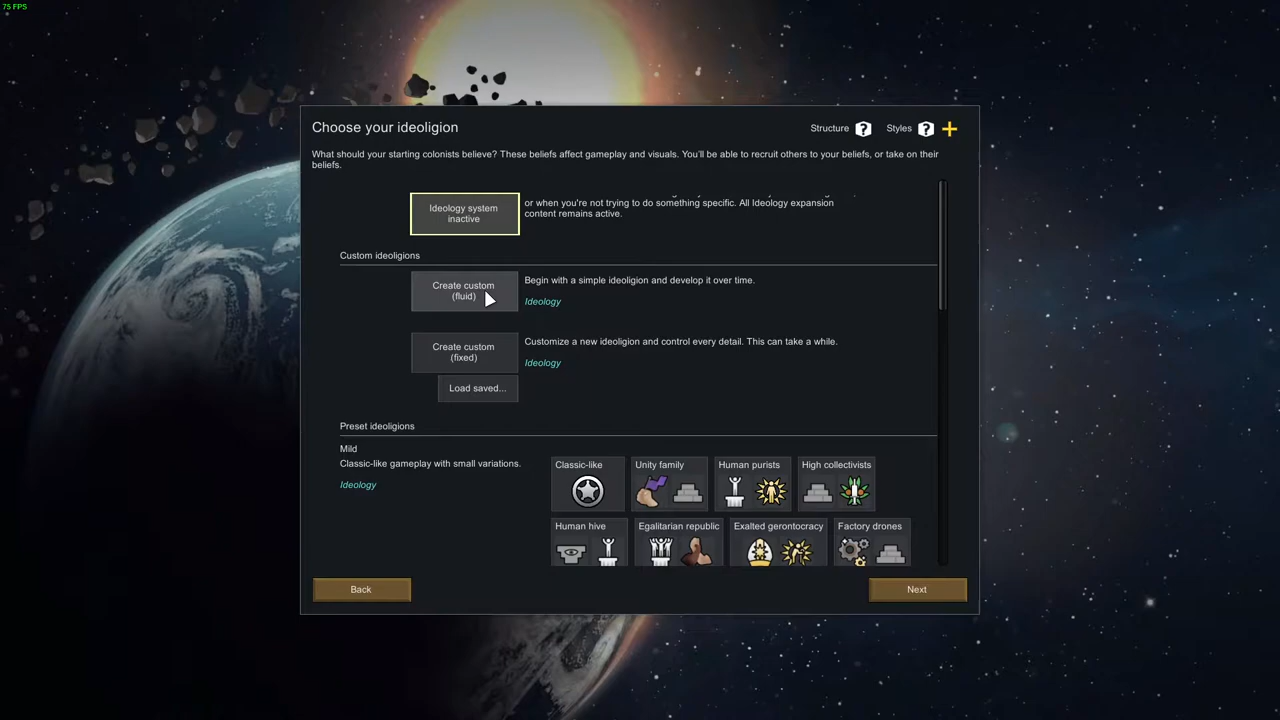 75 FPS
Choose your ideoligion
Structure
Styles
What should your starting colonists believe? These beliefs affect gameplay and visuals. You'll be able to recruit others to your beliefs, or take on their
beliefs.
Ideology system
inactive
or when you're not trying to do something specific. All Ideology expansion
content remains active.
Custom ideoligions
Create custom
(fluid)
Begin with a simple ideoligion and develop it over time.
Ideology
Create custom
(fixed)
Customize a new ideoligion and control every detail. This can take a while.
Ideology
Load saved...
Preset ideoligions
Mild
Classic-like gameplay with small variations.
Ideology
Classic-like
Unity family
Human purists
High collectivists
Human hive
Egalitarian republic
Exalted gerontocracy
Factory drones
Back
Next